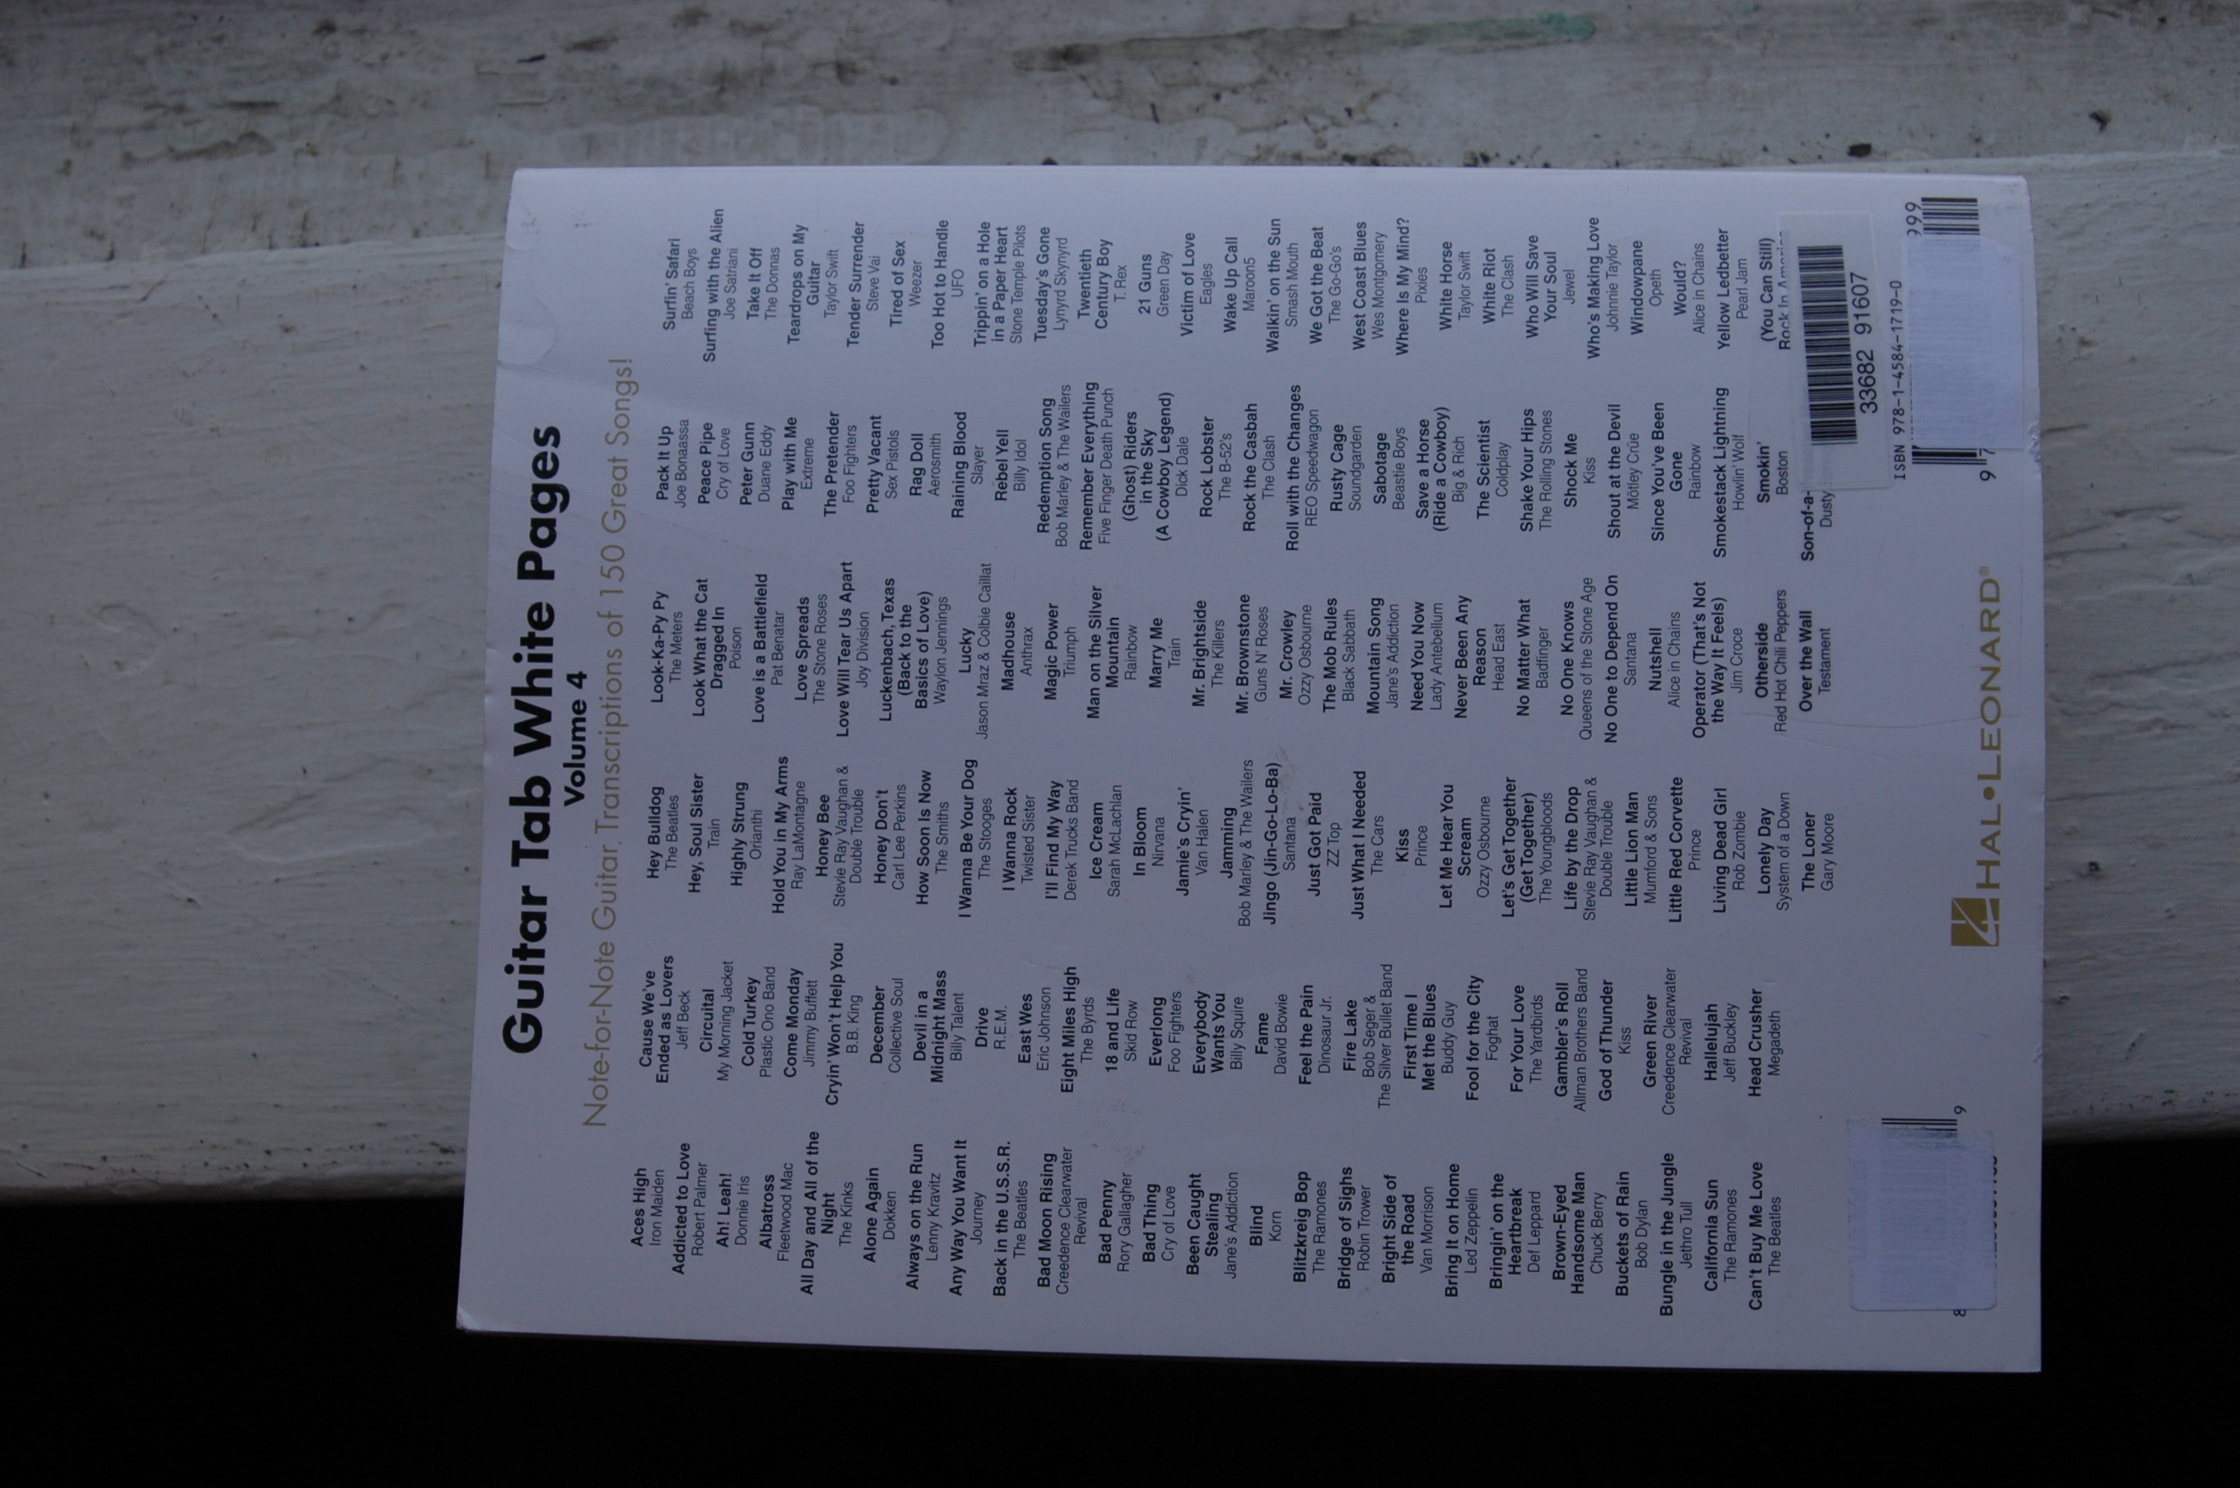 Guitar Tab White Pages
Volume 4
Note-for-Note Guitar Transcriptions of 150 Great Songs!
Aces High
Iron Maiden
Addicted to Love
Robert Palmer
Ah! Leah!
Donnie Iris
Albatross
Fleetwood Mac
All Day and All of the
Night
The Kinks
Alone Again
Dokken
Always on the Run
Lenny Kravitz
Any Way You Want It
Journey
Back in the U.S.S.R.
The Beatles
Bad Moon Rising
Creedence Clearwater
Revival
Bad Penny
Rory Gallagher
Bad Thing
Cry of Love
Been Caught
Stealing
Jane's Addiction
Blind
Korn
Blitzkreig Bop
The Ramones
Bridge of Sighs
Robin Trower
Bright Side of
the Road
Van Morrison
Bring It on Home
Led Zeppelin
Bringin' on the
Heartbreak
Def Leppard
Brown-Eyed
Handsome Man
Chuck Berry
Buckets of Rain
Bob Dylan
Bungle in the Jungle
Jethro Tull
California Sun
The Ramones
Can't Buy Me Love
The Beatles
Cause We've
Ended as Lovers
Jeff Beck
Circuital
My Morning Jacket
Cold Turkey
Plastic Ono Band
Come Monday
Jimmy Buffett
Cryin' Won't Help You
B.B. King
December
Collective Soul
Devil in a
Midnight Mass
Billy Talent
Drive
R.E.M.
East Wes
Eric Johnson
Eight Miles High
The Byrds
18 and Life
Skid Row
Everlong
Foo Fighters
Everybody
Wants You
Billy Squire
Fame
David Bowie
Feel the Pain
Dinosaur Jr.
Fire Lake
Bob Seger &
The Silver Bullet Band
First Time I
Met the Blues
Buddy Guy
Fool for the City
Foghat
For Your Love
The Yardbirds
Gambler's Roll
Allman Brothers Band
God of Thunder
Kiss
Green River
Creedence Clearwater
Revival
Hallelujah
Jeff Buckley
Head Crusher
Megadeth
Hey Bulldog
The Beatles
Hey, Soul Sister
Train
Highly Strung
Orianthi
Hold You in My Arms
Ray LaMontagne
Honey Bee
Stevie Ray Vaughan &
Double Trouble
Honey Don't
Carl Lee Perkins
How Soon Is Now
The Smiths
I Wanna Be Your Dog
The Stooges
I Wanna Rock
Twisted Sister
I'll Find My Way
Derek Trucks Band
Ice Cream
Sarah McLachlan
In Bloom
Nirvana
Jamie's Cryin'
Van Halen
Jamming
Bob Marley & The Wailers
Jingo (Jin-Go-Lo-Ba)
Santana
Just Got Paid
ZZ Top
Just What I Needed
The Cars
Kiss
Prince
Let Me Hear You
Scream
Ozzy Osbourne
Let's Get Together
(Get Together)
The Youngbloods
Life by the Drop
Stevie Ray Vaughan &
Double Trouble
Little Lion Man
Mumford & Sons
Little Red Corvette
Prince
Living Dead Girl
Rob Zombie
Lonely Day
System of a Down
The Loner
Gary Moore
Look-Ka-Py Py
The Meters
Look What the Cat
Dragged In
Poison
Love is a Battlefield
Pat Benatar
Love Spreads
The Stone Roses
Love Will Tear Us Apart
Joy Division
Luckenbach, Texas
(Back to the
Basics of Love)
Waylon Jennings
Lucky
Jason Mraz & Colbie Caillat
Madhouse
Anthrax
Magic Power
Triumph
Man on the Silver
Mountain
Rainbow
Marry Me
Train
Mr. Brightside
The Killers
Mr. Brownstone
Guns N' Roses
Mr. Crowley
Ozzy Osbourne
The Mob Rules
Black Sabbath
Mountain Song
Jane's Addiction
Need You Now
Lady Antebellum
Never Been Any
Reason
Head East
No Matter What
Badfinger
No One Knows
Queens of the Stone Age
No One to Depend On
Santana
Nutshell
Alice in Chains
Operator (That's Not
the Way It Feels)
Jim Croce
Otherside
Red Hot Chili Peppers
Over the Wall
Testament
Pack It Up
Joe Bonaassa
Peace Pipe
Cry of Love
Peter Gunn
Duane Eddy
Play with Me
Extreme
The Pretender
Foo Fighters
Pretty Vacant
Sex Pistols
Rag Doll
Aerosmith
Raining Blood
Slayer
Rebel Yell
Billy Idol
Redemption Song
Bob Marley & The Wailers
Remember Everything
Five Finger Death Punch
(Ghost) Riders
in the Sky
(A Cowboy Legend)
Dick Dale
Rock Lobster
The B-52's
Rock the Casbah
The Clash
Roll with the Changes
REO Speedwagon
Rusty Cage
Soundgarden
Sabotage
Beastie Boys
Save a Horse
(Ride a Cowboy)
Big & Rich
The Scientist
Coldplay
Shake Your Hips
The Rolling Stones
Shock Me
Kiss
Shout at the Devil
Mötley Crüe
Since You've Been
Gone
Rainbow
Smokestack Lightning
Howlin' Wolf
Smokin'
Boston
Son-of-a-
Dusty
Surfin' Safari
Beach Boys
Surfing with the Alien
Joe Satriani
Take It Off
The Donnas
Teardrops on My
Guitar
Taylor Swift
Tender Surrender
Steve Vai
Tired of Sex
Weezer
Too Hot to Handle
UFO
Trippin' on a Hole
in a Paper Heart
Stone Temple Pilots
Tuesday's Gone
Lynyrd Skynyrd
Twentieth
Century Boy
T. Rex
21 Guns
Green Day
Victim of Love
Eagles
Wake Up Call
Maroon5
Walkin' on the Sun
Smash Mouth
We Got the Beat
The Go-Go's
West Coast Blues
Wes Montgomery
Where Is My Mind?
Pixies
White Horse
Taylor Swift
White Riot
The Clash
Who Will Save
Your Soul
Jewel
Who's Making Love
Johnnie Taylor
Windowpane
Opeth
Would?
Alice in Chains
Yellow Ledbetter
Pearl Jam
(You Can Still)
Rock In America
33682 91607
ISBN 978-1-4584-1719-0
999
9 7
8
9
HAL•LEONARD®